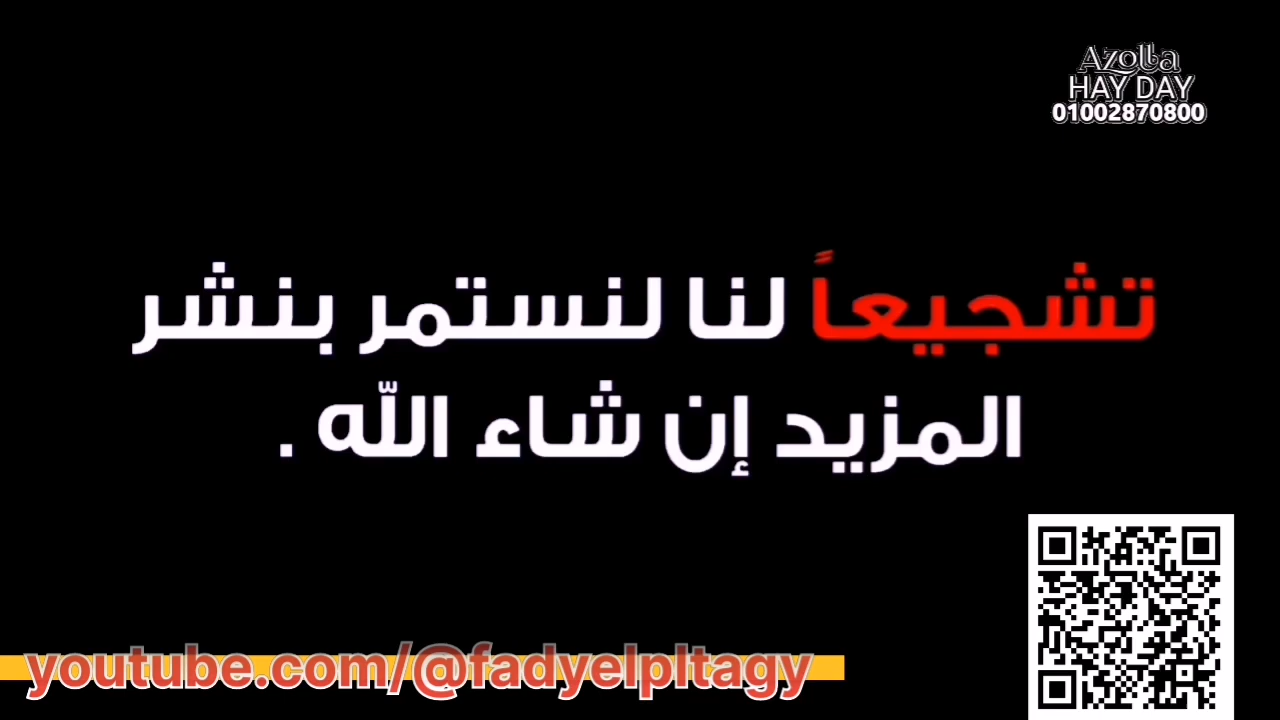 Azolla
HAY DAY
01002870800
تشجيعاً لنا لنستمر بنشر
المزيد إن شاء اللّه .
youtube.com/@fadyelpltagy